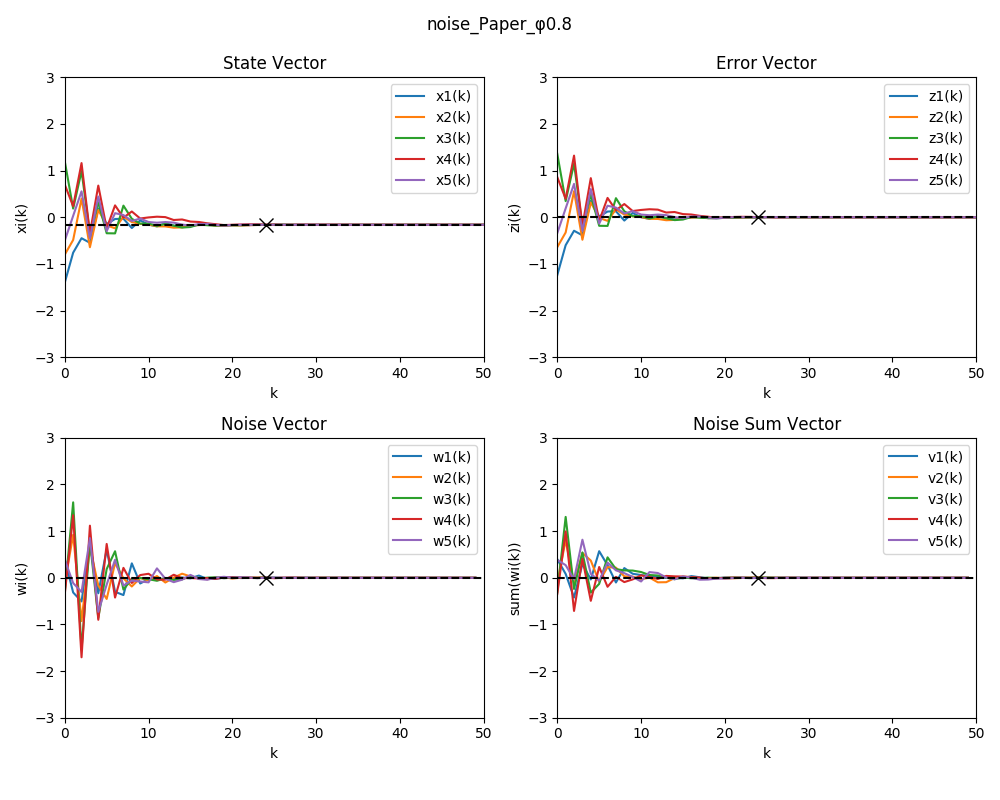 noise_Paper_φ0.8
State Vector
3
2
1
0
−1
−2
−3
xi(k)
0 10 20 30 40 50
k
x1(k)
x2(k)
x3(k)
x4(k)
x5(k)
Error Vector
3
2
1
0
−1
−2
−3
zi(k)
0 10 20 30 40 50
k
z1(k)
z2(k)
z3(k)
z4(k)
z5(k)
Noise Vector
3
2
1
0
−1
−2
−3
wi(k)
0 10 20 30 40 50
k
w1(k)
w2(k)
w3(k)
w4(k)
w5(k)
Noise Sum Vector
3
2
1
0
−1
−2
−3
sum(wi(k))
0 10 20 30 40 50
k
v1(k)
v2(k)
v3(k)
v4(k)
v5(k)